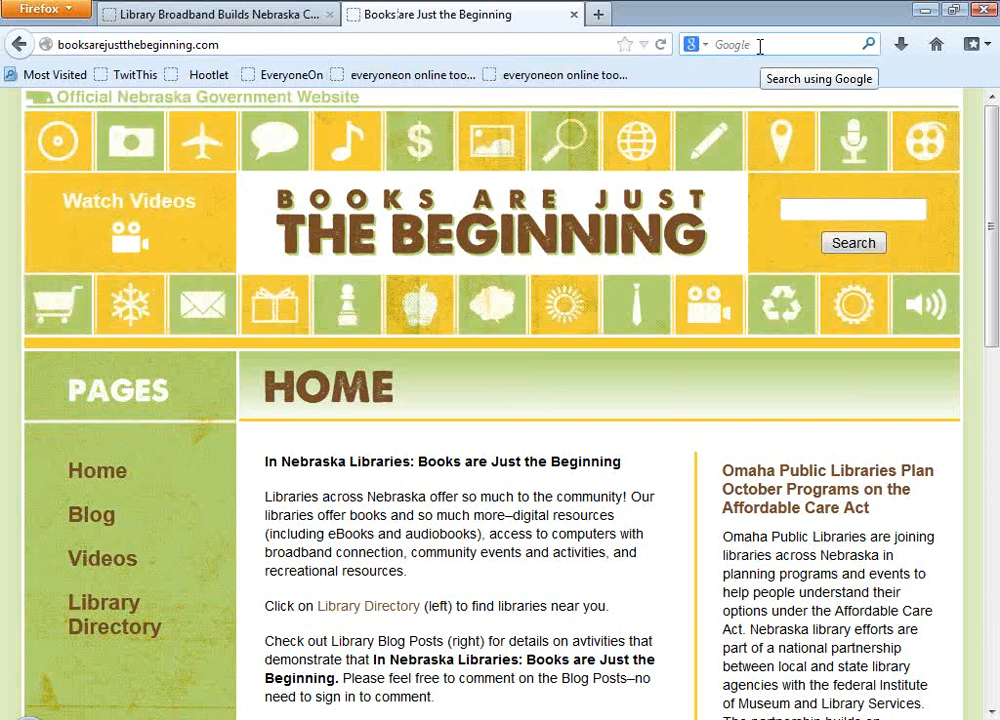 Firefox
Library Broadband Builds Nebraska C...
Books are Just the Beginning
booksarejustthebeginning.com
Google
Most Visited
TwitThis
Hootlet
EveryoneOn
everyoneon online too...
everyoneon online too...
Search using Google
Official Nebraska Government Website
Watch Videos
BOOKS ARE JUST
THE BEGINNING
Search
PAGES
HOME
Home
Blog
Videos
Library
Directory
In Nebraska Libraries: Books are Just the Beginning
Libraries across Nebraska offer so much to the community! Our
libraries offer books and so much more–digital resources
(including eBooks and audiobooks), access to computers with
broadband connection, community events and activities, and
recreational resources.
Click on Library Directory (left) to find libraries near you.
Check out Library Blog Posts (right) for details on avtivities that
demonstrate that In Nebraska Libraries: Books are Just the
Beginning. Please feel free to comment on the Blog Posts–no
need to sign in to comment.
Omaha Public Libraries Plan
October Programs on the
Affordable Care Act
Omaha Public Libraries are joining
libraries across Nebraska in
planning programs and events to
help people understand their
options under the Affordable Care
Act. Nebraska library efforts are
part of a national partnership
between local and state library
agencies with the federal Institute
of Museum and Library Services.
The partnership builds on